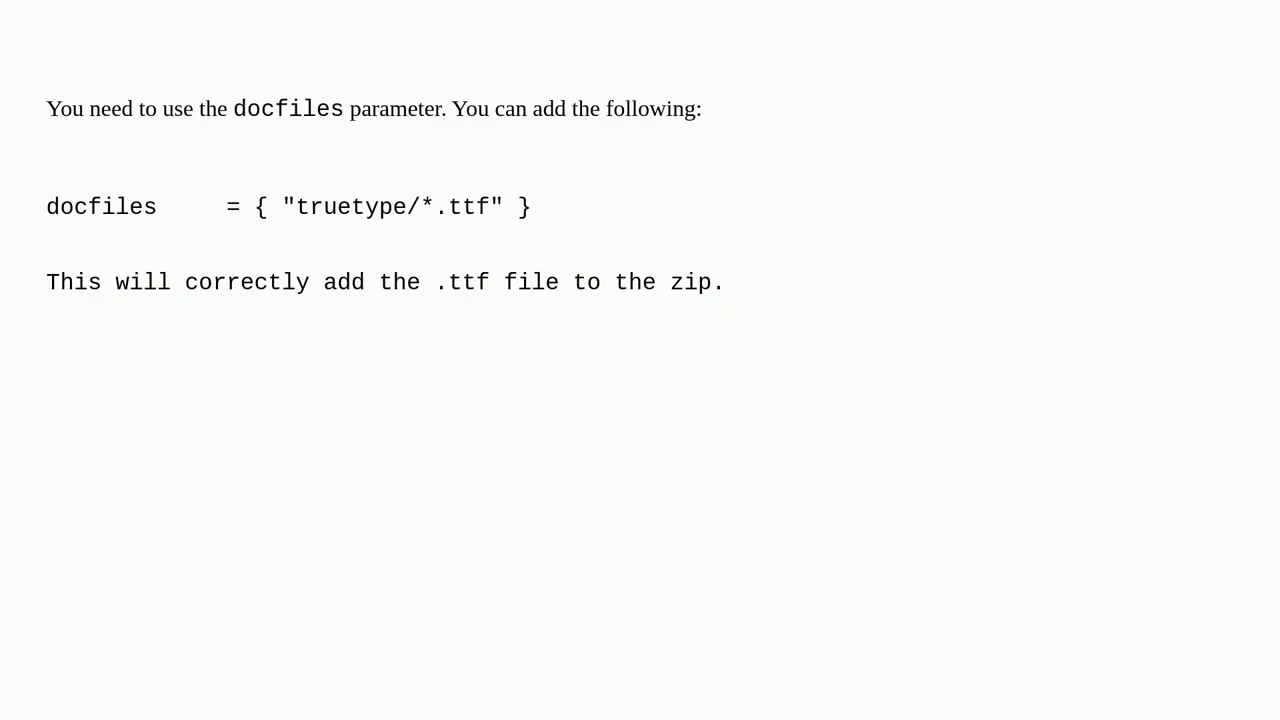 You need to use the docfiles parameter. You can add the following:
docfiles     = { "truetype/*.ttf" }
This will correctly add the .ttf file to the zip.